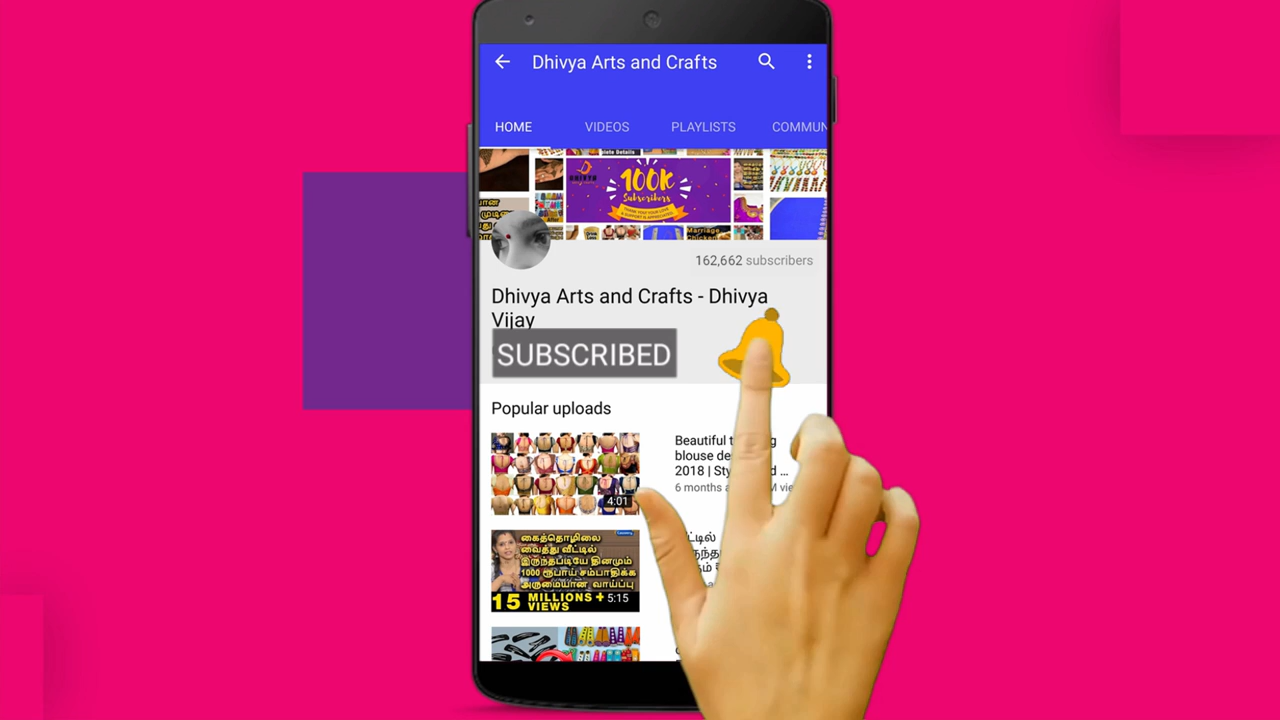 Dhivya Arts and Crafts
HOME VIDEOS PLAYLISTS COMMUN
100k
Subscribers
162,662 subscribers
Dhivya Arts and Crafts - Dhivya
Vijay
SUBSCRIBED
Popular uploads
Beautiful
blouse
2018 |
6 months
4:01
கைத்தொழிலை
வைத்து வீட்டில்
இருந்தபடியே தினமும்
1000 ரூபாய் சம்பாதிக்க
அருமையான வாய்ப்பு
15 MILLIONS +
VIEWS
5:15